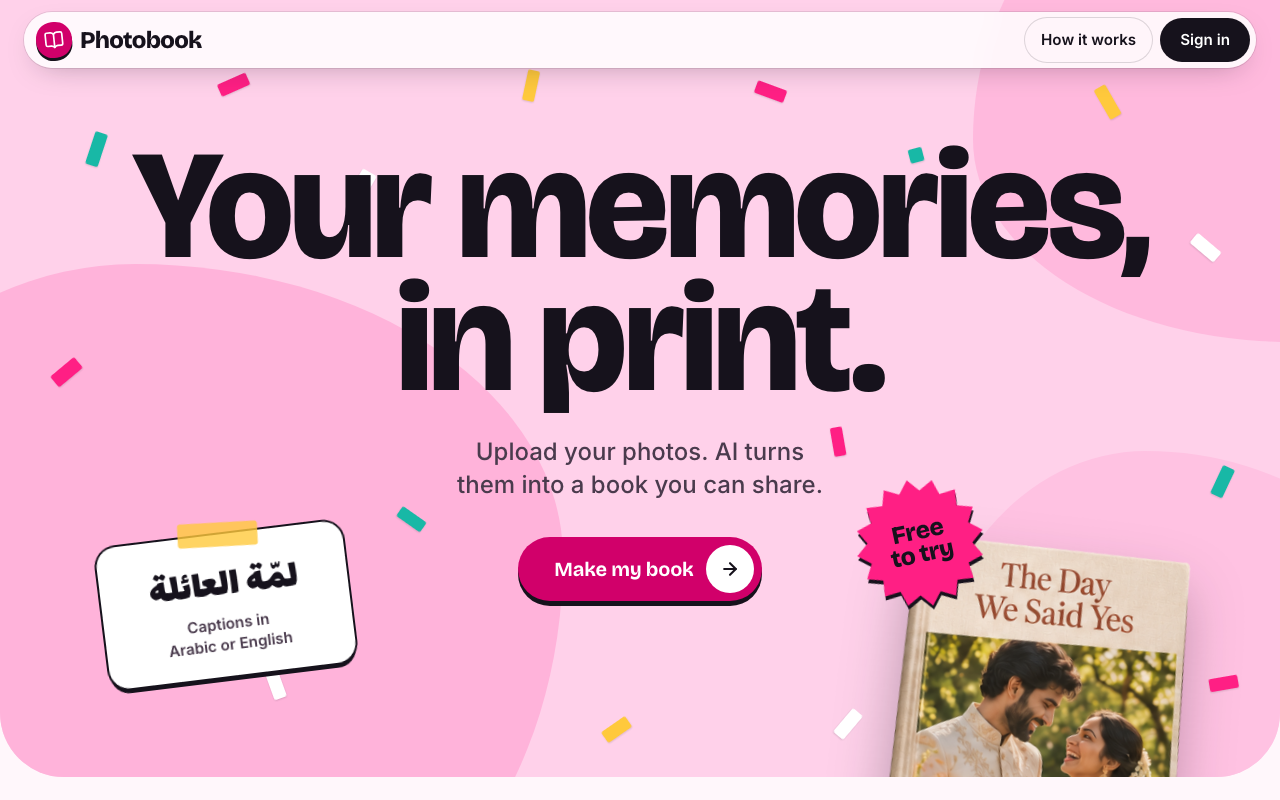 Photobook
How it works
Sign in
Your memories,
in print.
Upload your photos. AI turns
them into a book you can share.
Make my book
لمّة العائلة
Captions in
Arabic or English
Free
to try
The Day
We Said Yes